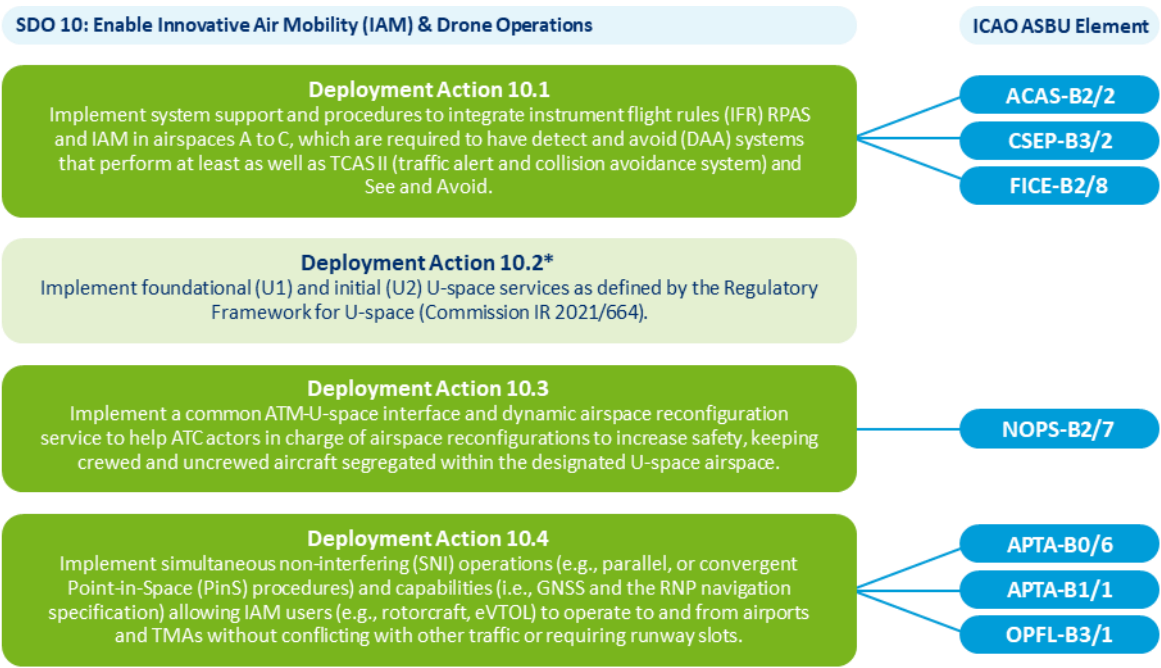 SDO 10: Enable Innovative Air Mobility (IAM) & Drone Operations
ICAO ASBU Element
Deployment Action 10.1
Implement system support and procedures to integrate instrument flight rules (IFR) RPAS
and IAM in airspaces A to C, which are required to have detect and avoid (DAA) systems
that perform at least as well as TCAS II (traffic alert and collision avoidance system) and
See and Avoid.
ACAS-B2/2
CSEP-B3/2
FICE-B2/8
Deployment Action 10.2*
Implement foundational (U1) and initial (U2) U-space services as defined by the Regulatory
Framework for U-space (Commission IR 2021/664).
Deployment Action 10.3
Implement a common ATM-U-space interface and dynamic airspace reconfiguration
service to help ATC actors in charge of airspace reconfigurations to increase safety, keeping
crewed and uncrewed aircraft segregated within the designated U-space airspace.
NOPS-B2/7
Deployment Action 10.4
Implement simultaneous non-interfering (SNI) operations (e.g., parallel, or convergent
Point-in-Space (PinS) procedures) and capabilities (i.e., GNSS and the RNP navigation
specification) allowing IAM users (e.g., rotorcraft, eVTOL) to operate to and from airports
and TMAs without conflicting with other traffic or requiring runway slots.
APTA-B0/6
APTA-B1/1
OPFL-B3/1